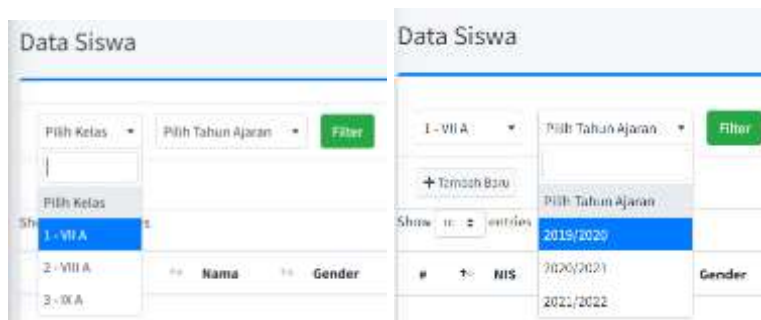 Data Siswa
Pilih Kelas
Pilih Tahun Ajaran
Filter
Pilih Kelas
Sh
s
1 - VII A
2 - VIII A
Nama
Gender
3 - IX A
Data Siswa
1 - VII A
Pilih Tahun Ajaran
Filter
+ Tambah Baru
Pilih Tahun Ajaran
Show 10 entries
2019/2020
# NIS
2020/2021
Gender
2021/2022